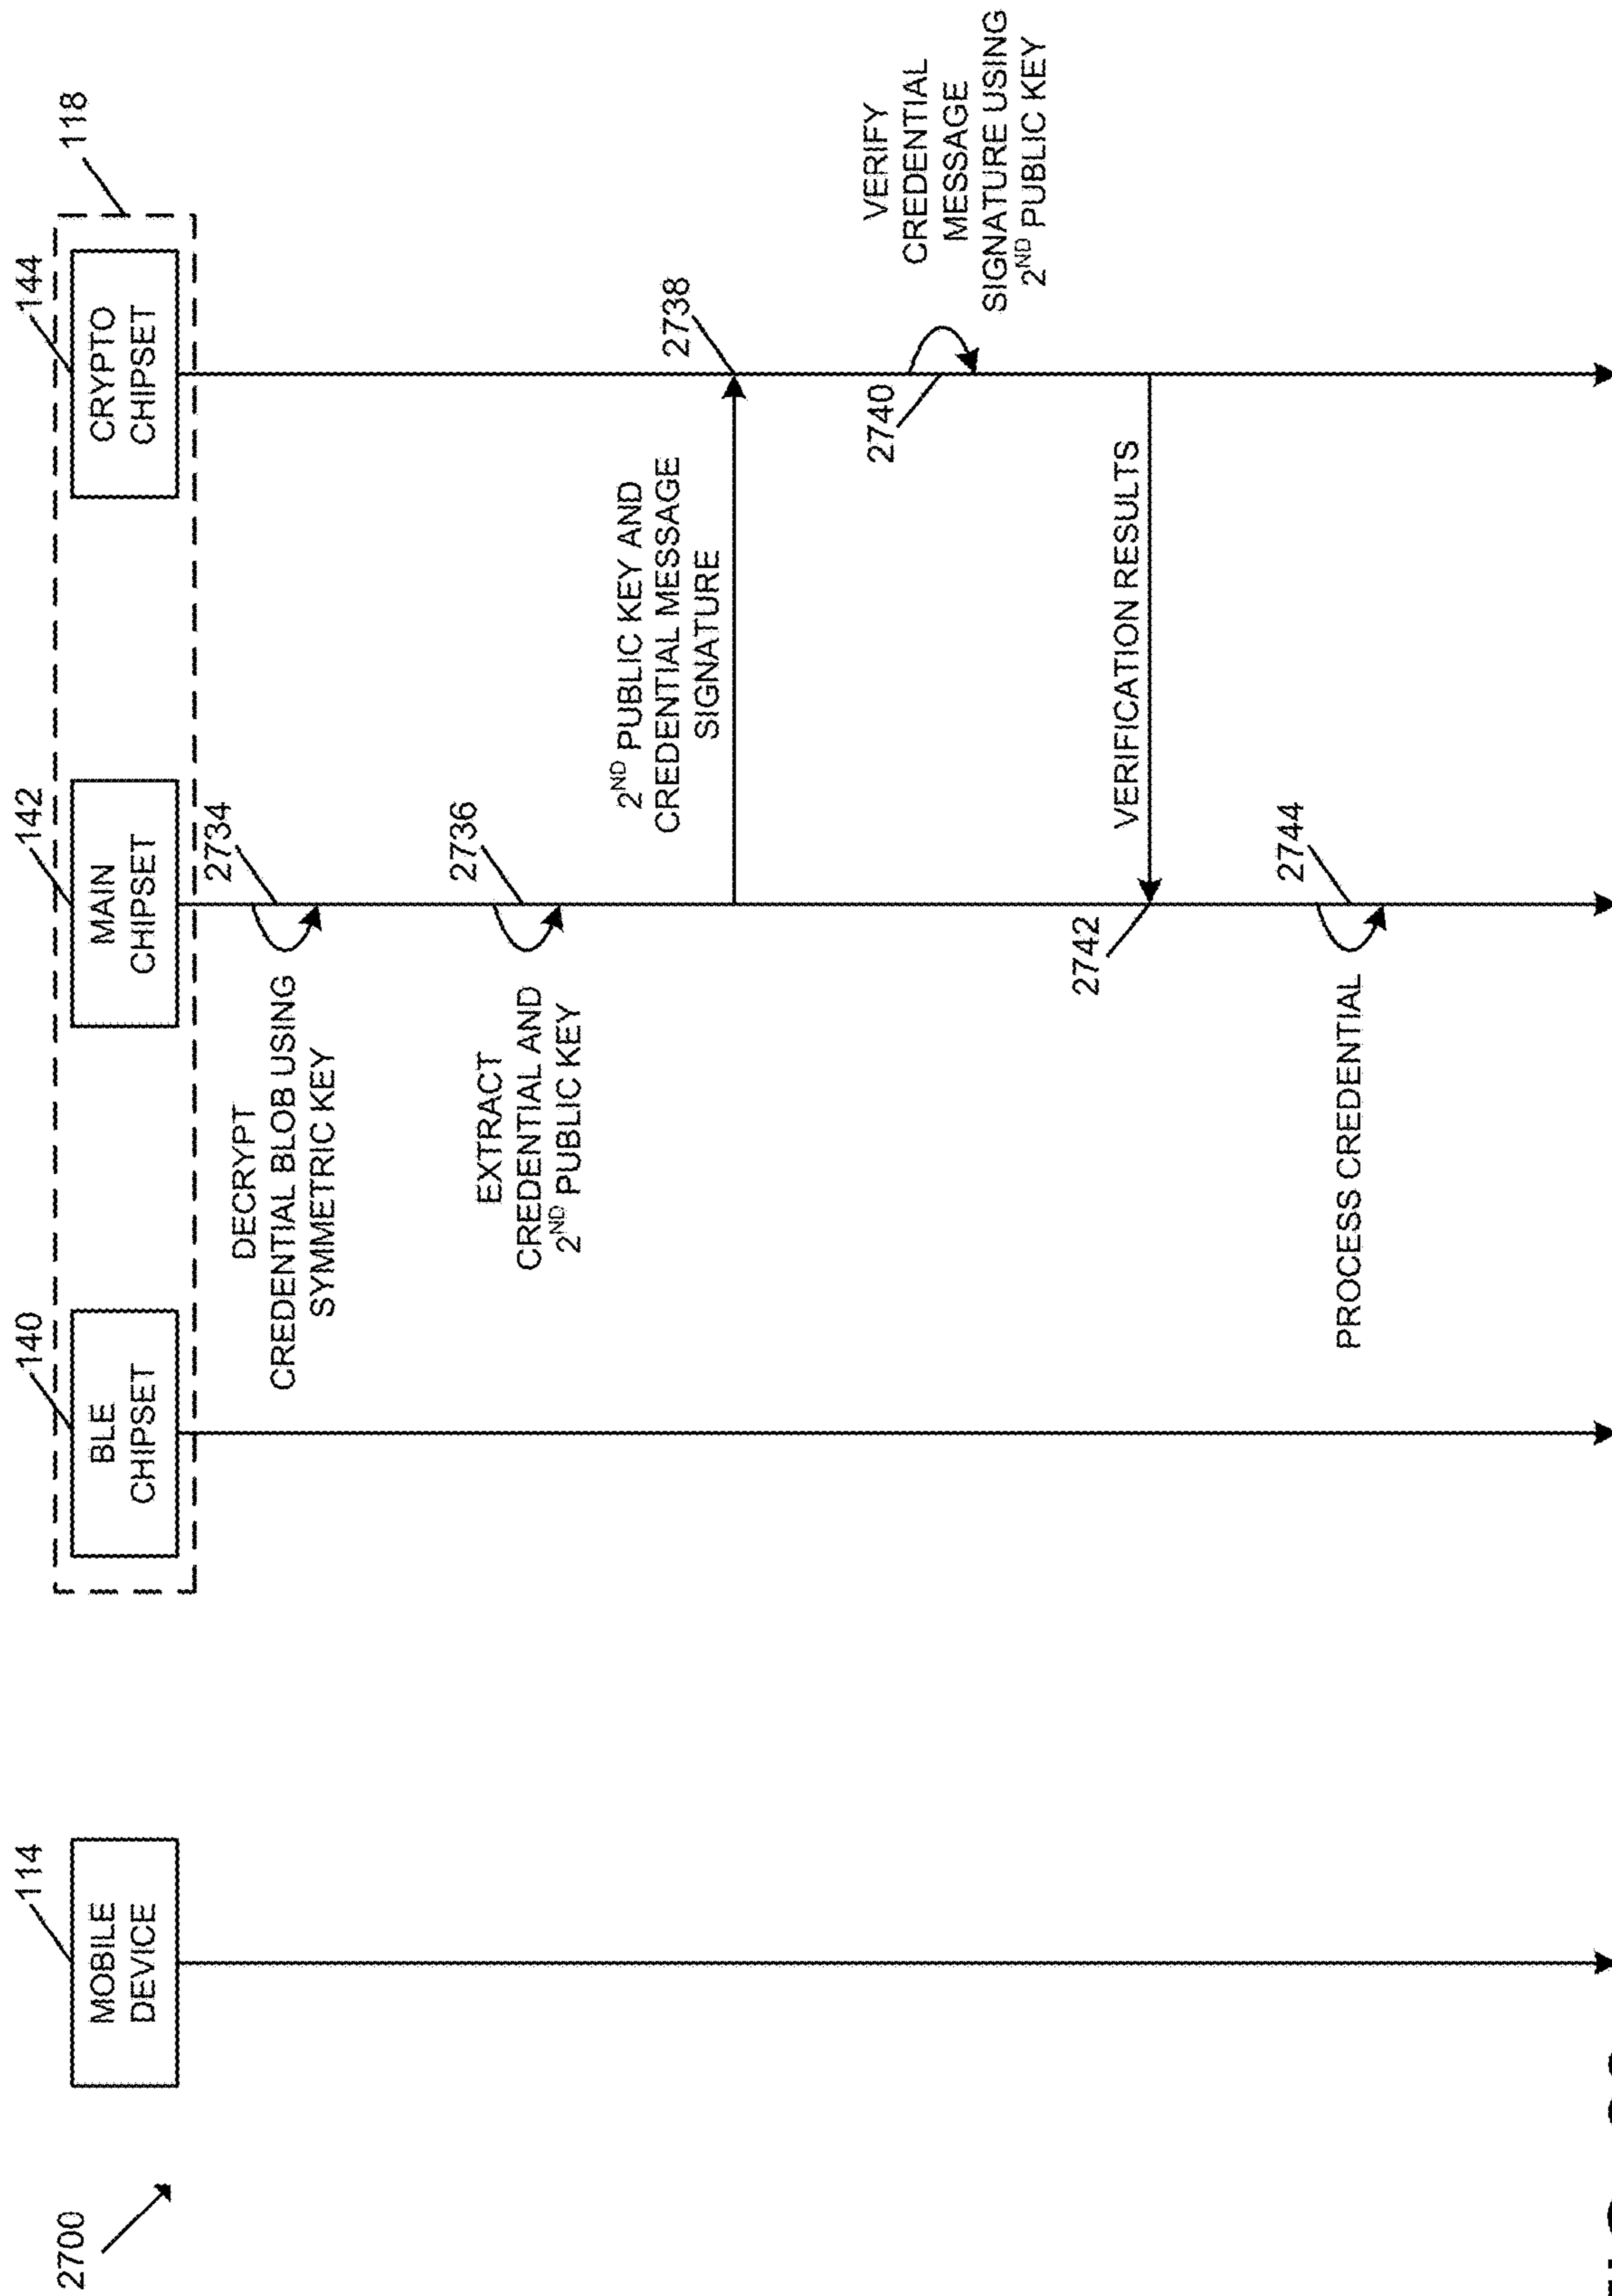 2700
114
MOBILE
DEVICE
118
140
BLE
CHIPSET
142
MAIN
CHIPSET
144
CRYPTO
CHIPSET
2734
DECRYPT
CREDENTIAL BLOB USING
SYMMETRIC KEY
2736
EXTRACT
CREDENTIAL AND
2ND PUBLIC KEY
2ND PUBLIC KEY AND
CREDENTIAL MESSAGE
SIGNATURE
2738
2740
VERIFY
CREDENTIAL
MESSAGE
SIGNATURE USING
2ND PUBLIC KEY
VERIFICATION RESULTS
2742
2744
PROCESS CREDENTIAL